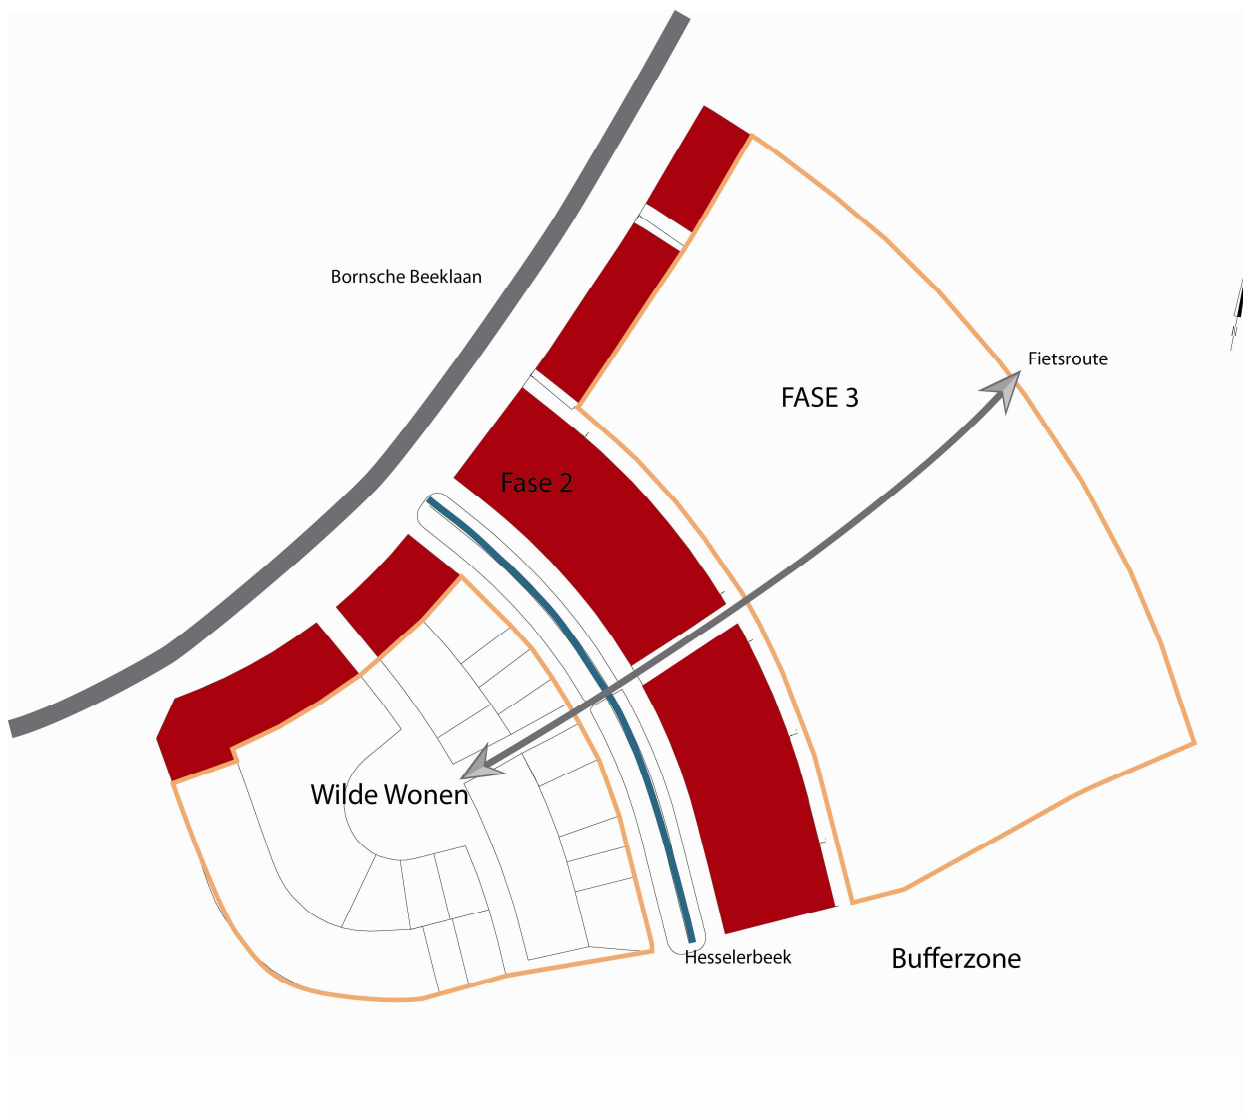 Bornsche Beeklaan
Fietsroute
N
FASE 3
Fase 2
Wilde Wonen
Hesselerbeek
Bufferzone